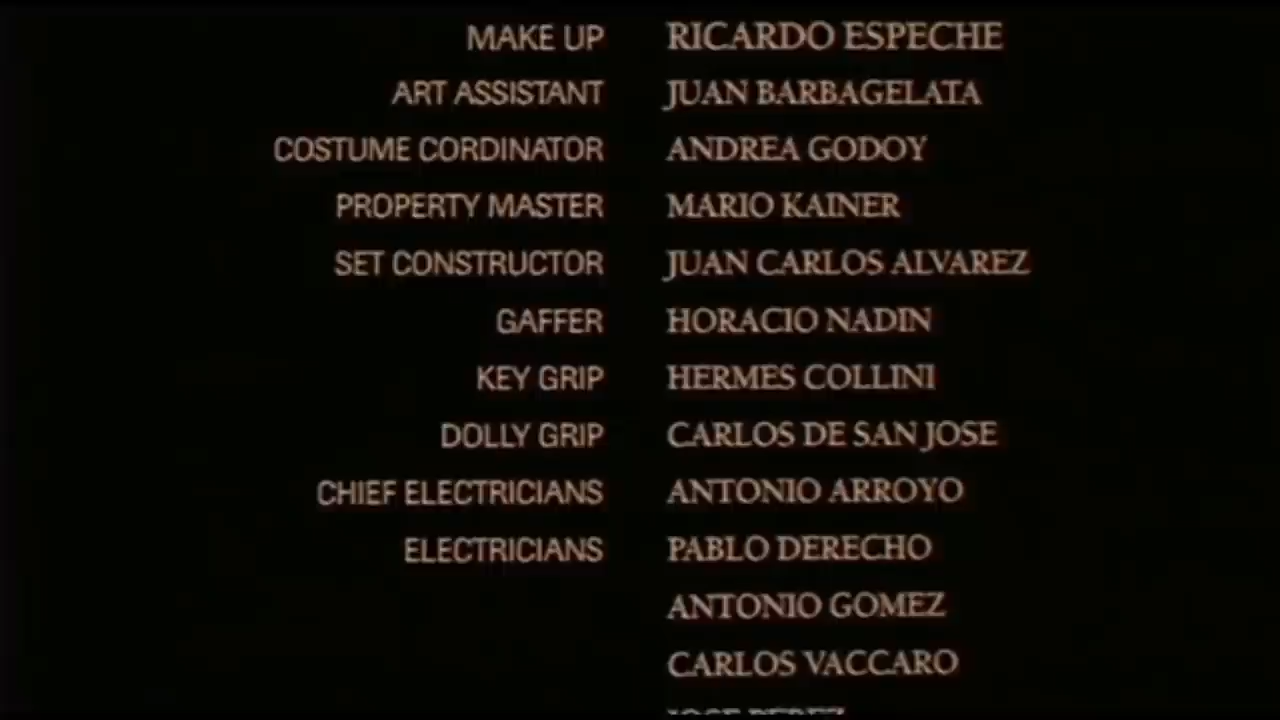 MAKE UP RICARDO ESPECHE
ART ASSISTANT JUAN BARBAGELATA
COSTUME CORDINATOR ANDREA GODOY
PROPERTY MASTER MARIO KAINER
SET CONSTRUCTOR JUAN CARLOS ALVAREZ
GAFFER HORACIO NADIN
KEY GRIP HERMES COLLINI
DOLLY GRIP CARLOS DE SAN JOSE
CHIEF ELECTRICIANS ANTONIO ARROYO
ELECTRICIANS PABLO DERECHO
ANTONIO GOMEZ
CARLOS VACCARO